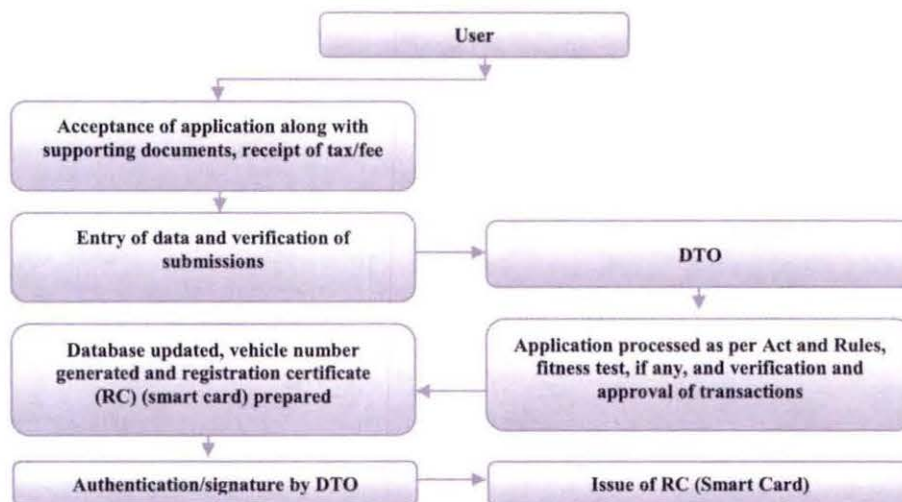 User
Acceptance of application along with
supporting documents, receipt of tax/fee
Entry of data and verification of
submissions
DTO
Application processed as per Act and Rules,
fitness test, if any, and verification and
approval of transactions
Database updated, vehicle number
generated and registration certificate
(RC) (smart card) prepared
Authentication/signature by DTO
Issue of RC (Smart Card)